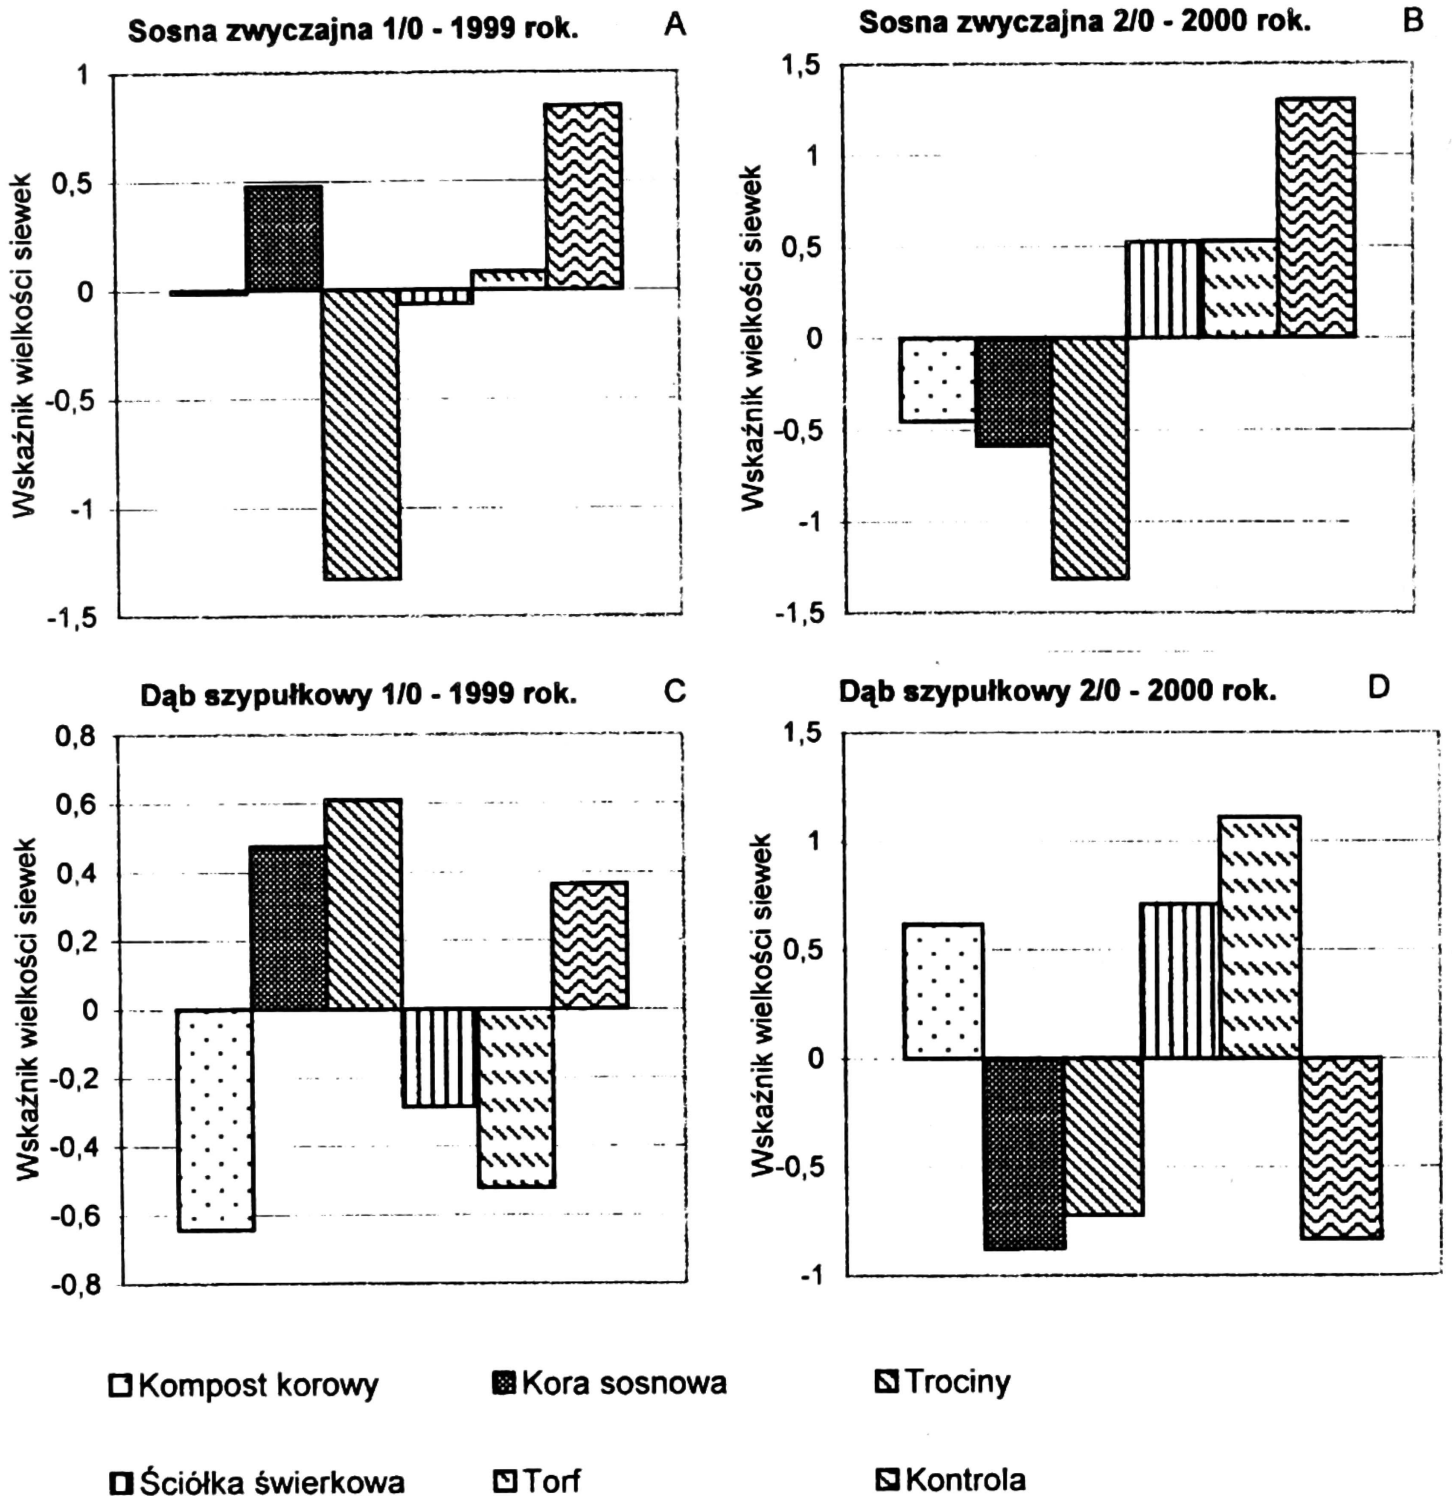 Sosna zwyczajna 1/0 - 1999 rok. A
1
0,5
0
-0,5
-1
-1,5
Wskaźnik wielkości siewek
Sosna zwyczajna 2/0 - 2000 rok. B
1,5
1
0,5
0
-0,5
-1
-1,5
Wskaźnik wielkości siewek
Dąb szypułkowy 1/0 - 1999 rok. C
0,8
0,6
0,4
0,2
0
-0,2
-0,4
-0,6
-0,8
Wskaźnik wielkości siewek
Dąb szypułkowy 2/0 - 2000 rok. D
1,5
1
0,5
0
-0,5
-1
Wskaźnik wielkości siewek
Kompost korowy Kora sosnowa Trociny
Ściółka świerkowa Torf Kontrola